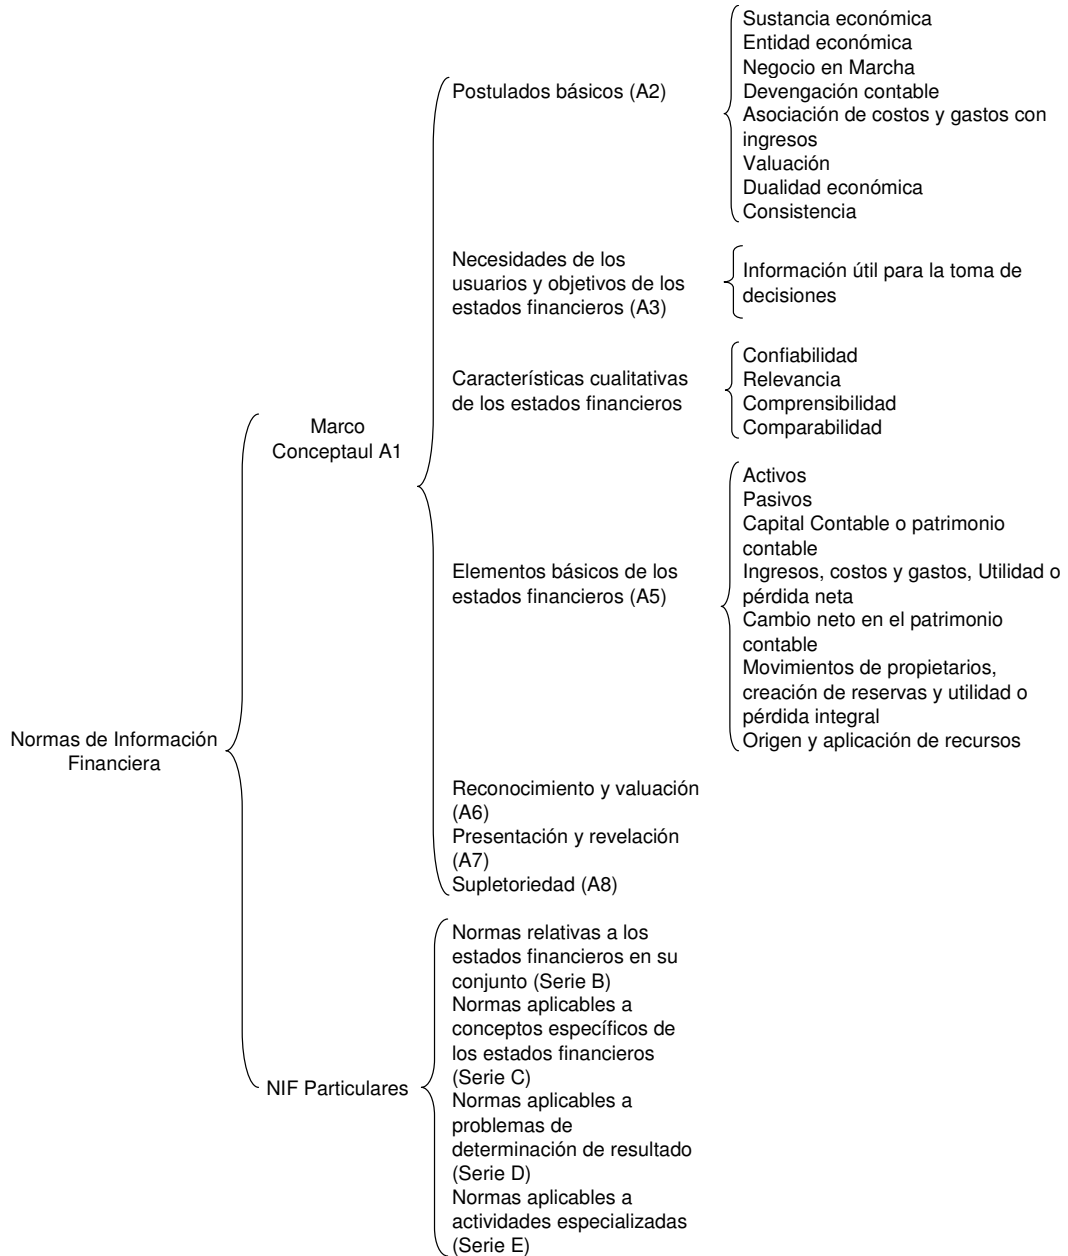 Normas de Información
Financiera
Marco
Conceptaul A1
Postulados básicos (A2)
Sustancia económica
Entidad económica
Negocio en Marcha
Devengación contable
Asociación de costos y gastos con
ingresos
Valuación
Dualidad económica
Consistencia
Necesidades de los
usuarios y objetivos de los
estados financieros (A3)
Información útil para la toma de
decisiones
Características cualitativas
de los estados financieros
Confiabilidad
Relevancia
Comprensibilidad
Comparabilidad
Elementos básicos de los
estados financieros (A5)
Activos
Pasivos
Capital Contable o patrimonio
contable
Ingresos, costos y gastos, Utilidad o
pérdida neta
Cambio neto en el patrimonio
contable
Movimientos de propietarios,
creación de reservas y utilidad o
pérdida integral
Origen y aplicación de recursos
Reconocimiento y valuación
(A6)
Presentación y revelación
(A7)
Supletoriedad (A8)
NIF Particulares
Normas relativas a los
estados financieros en su
conjunto (Serie B)
Normas aplicables a
conceptos específicos de
los estados financieros
(Serie C)
Normas aplicables a
problemas de
determinación de resultado
(Serie D)
Normas aplicables a
actividades especializadas
(Serie E)